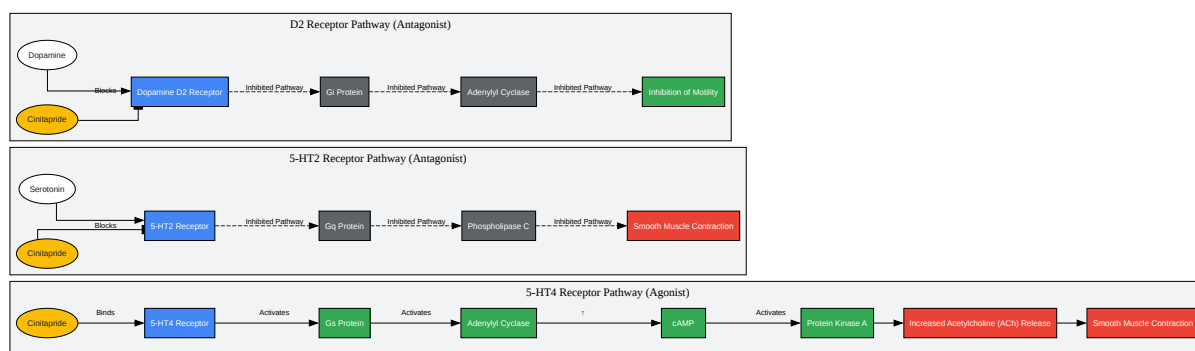 D2 Receptor Pathway (Antagonist)
Dopamine
Blocks
Dopamine D2 Receptor
Inhibited Pathway
Gi Protein
Inhibited Pathway
Adenylyl Cyclase
Inhibited Pathway
Inhibition of Motility
Cinitapride
5-HT2 Receptor Pathway (Antagonist)
Serotonin
Blocks
5-HT2 Receptor
Inhibited Pathway
Gq Protein
Inhibited Pathway
Phospholipase C
Inhibited Pathway
Smooth Muscle Contraction
Cinitapride
5-HT4 Receptor Pathway (Agonist)
Cinitapride
Binds
5-HT4 Receptor
Activates
Gs Protein
Activates
Adenylyl Cyclase
↑
cAMP
Activates
Protein Kinase A
Increased Acetylcholine (ACh) Release
Smooth Muscle Contraction